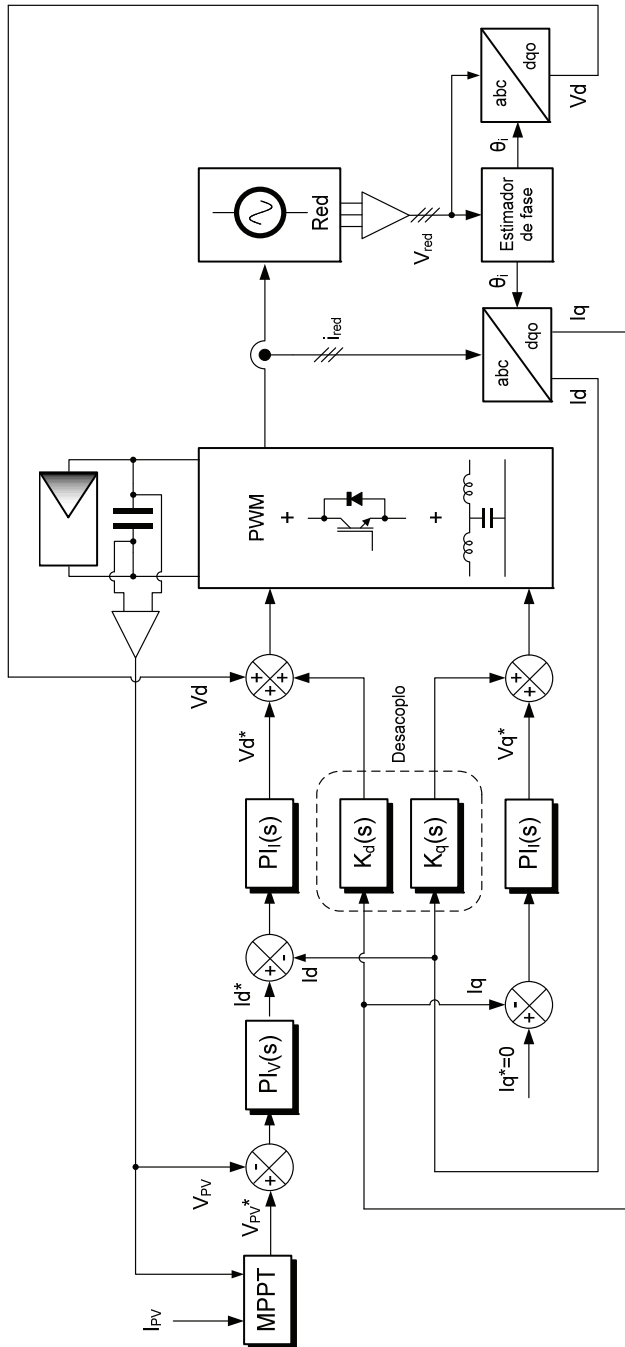 I_PV
MPPT
V_PV
V_PV*
+
-
PI_V(s)
Id*
+
-
Id
PI_I(s)
Vd*
Vd
+
+
+
Iq*=0
+
-
Iq
PI_I(s)
Vq*
+
+
K_d(s)
K_q(s)
Desacoplo
PWM
+
+
i_red
Red
V_red
abc
dqo
Id
Iq
θ_i
Estimador
de fase
θ_i
abc
dqo
Vd